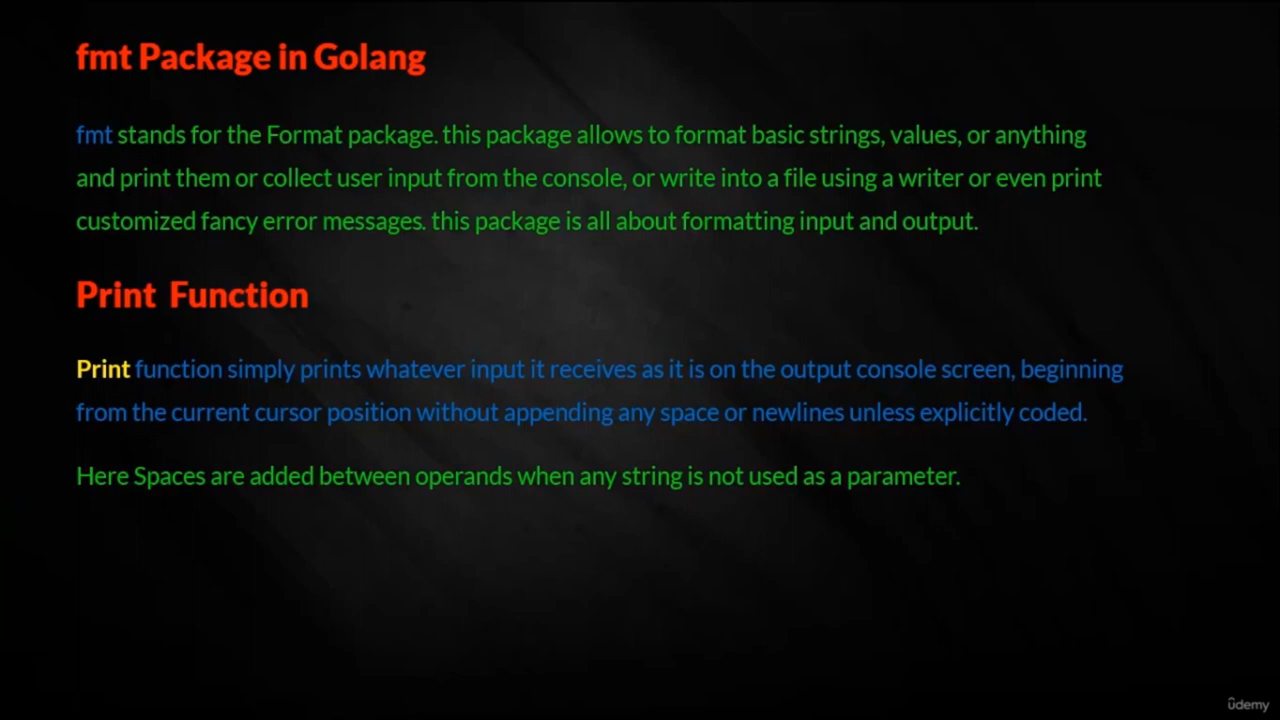 fmt Package in Golang
fmt stands for the Format package. this package allows to format basic strings, values, or anything
and print them or collect user input from the console, or write into a file using a writer or even print
customized fancy error messages. this package is all about formatting input and output.
Print Function
Print function simply prints whatever input it receives as it is on the output console screen, beginning
from the current cursor position without appending any space or newlines unless explicitly coded.
Here Spaces are added between operands when any string is not used as a parameter.
ûdemy